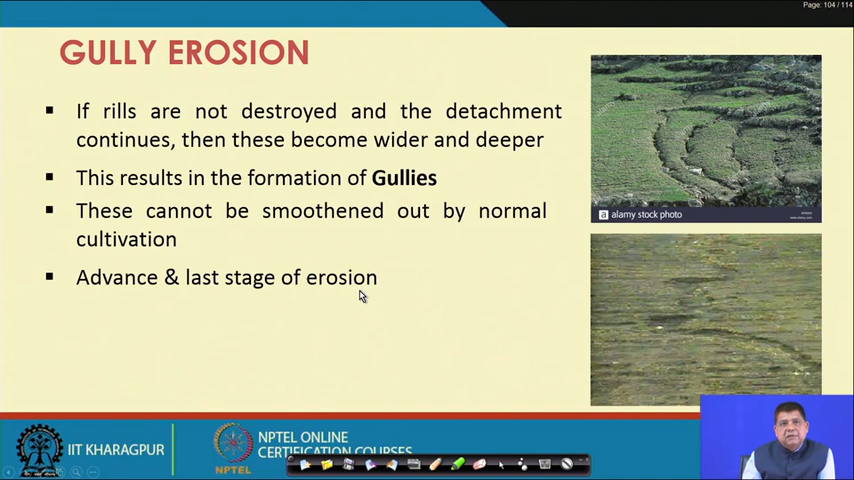 Page: 104 / 114
GULLY EROSION
▪ If rills are not destroyed and the detachment
continues, then these become wider and deeper
▪ This results in the formation of Gullies
▪ These cannot be smoothened out by normal
cultivation
▪ Advance & last stage of erosion
a alamy stock photo
IIT KHARAGPUR
NPTEL
NPTEL ONLINE
CERTIFICATION COURSES